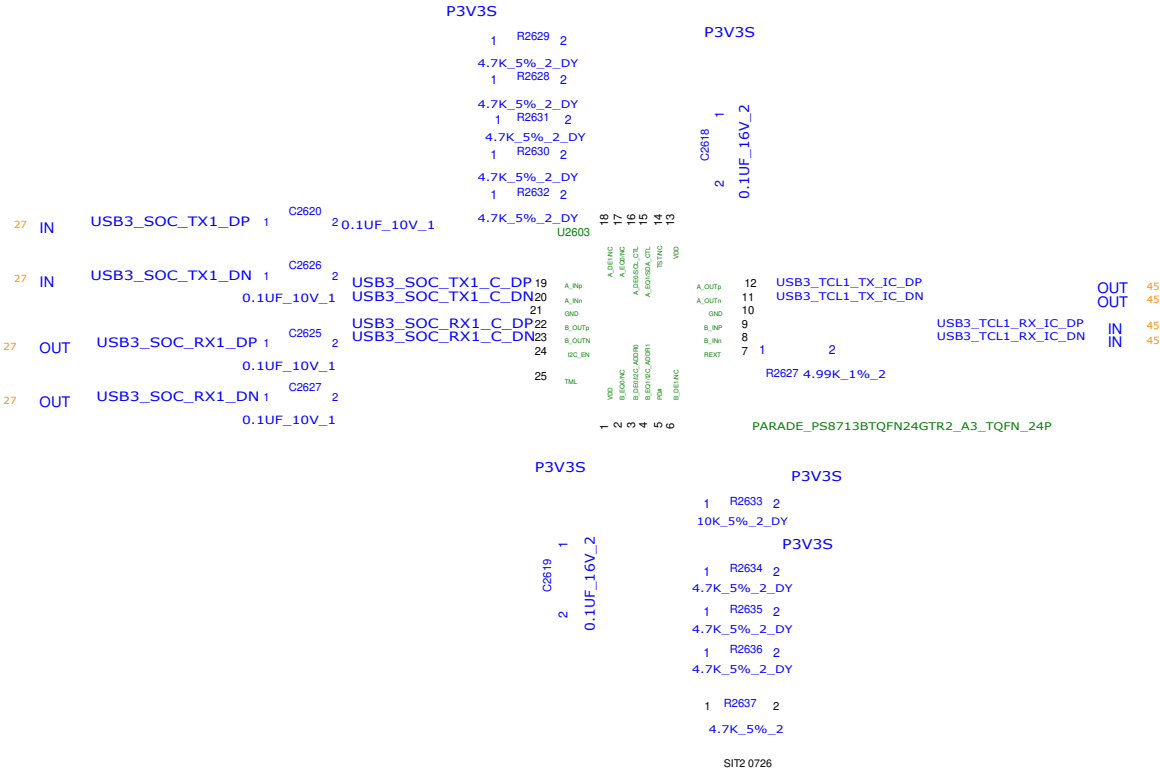 P3V3S
P3V3S
1 R2629 2
4.7K_5%_2_DY
1 R2628 2
4.7K_5%_2_DY
1 R2631 2
4.7K_5%_2_DY
1 R2630 2
4.7K_5%_2_DY
1 R2632 2
4.7K_5%_2_DY
1
C2618
2
0.1UF_16V_2
27 IN USB3_SOC_TX1_DP 1 C2620 2 0.1UF_10V_1
U2603
18 17 16 15 14 13
A_DE1/NC
A_EQ0/NC
A_DE0/SCL_CTL
A_EQ1/SDA_CTL
TST/NC
VDD
27 IN USB3_SOC_TX1_DN 1 C2626 2
0.1UF_10V_1
USB3_SOC_TX1_C_DP 19 A_INp
USB3_SOC_TX1_C_DN 20 A_INn
21 GND
USB3_SOC_RX1_C_DP 22 B_OUTp
USB3_SOC_RX1_C_DN 23 B_OUTN
24 I2C_EN
25 TML
A_OUTp 12 USB3_TCL1_TX_IC_DP OUT 45
A_OUTn 11 USB3_TCL1_TX_IC_DN OUT 45
GND 10
B_INP 9 USB3_TCL1_RX_IC_DP IN 45
B_INn 8 USB3_TCL1_RX_IC_DN IN 45
REXT 7 1 2
R2627 4.99K_1%_2
27 OUT USB3_SOC_RX1_DP 1 C2625 2
0.1UF_10V_1
27 OUT USB3_SOC_RX1_DN 1 C2627 2
0.1UF_10V_1
VDD
B_EQ0/NC
B_DE0/I2C_ADDR0
B_EQ1/I2C_ADDR1
PD#
B_DE1/NC
1 2 3 4 5 6
PARADE_PS8713BTQFN24GTR2_A3_TQFN_24P
P3V3S
1
C2619
2
0.1UF_16V_2
P3V3S
1 R2633 2
10K_5%_2_DY
P3V3S
1 R2634 2
4.7K_5%_2_DY
1 R2635 2
4.7K_5%_2_DY
1 R2636 2
4.7K_5%_2_DY
1 R2637 2
4.7K_5%_2
SIT2 0726